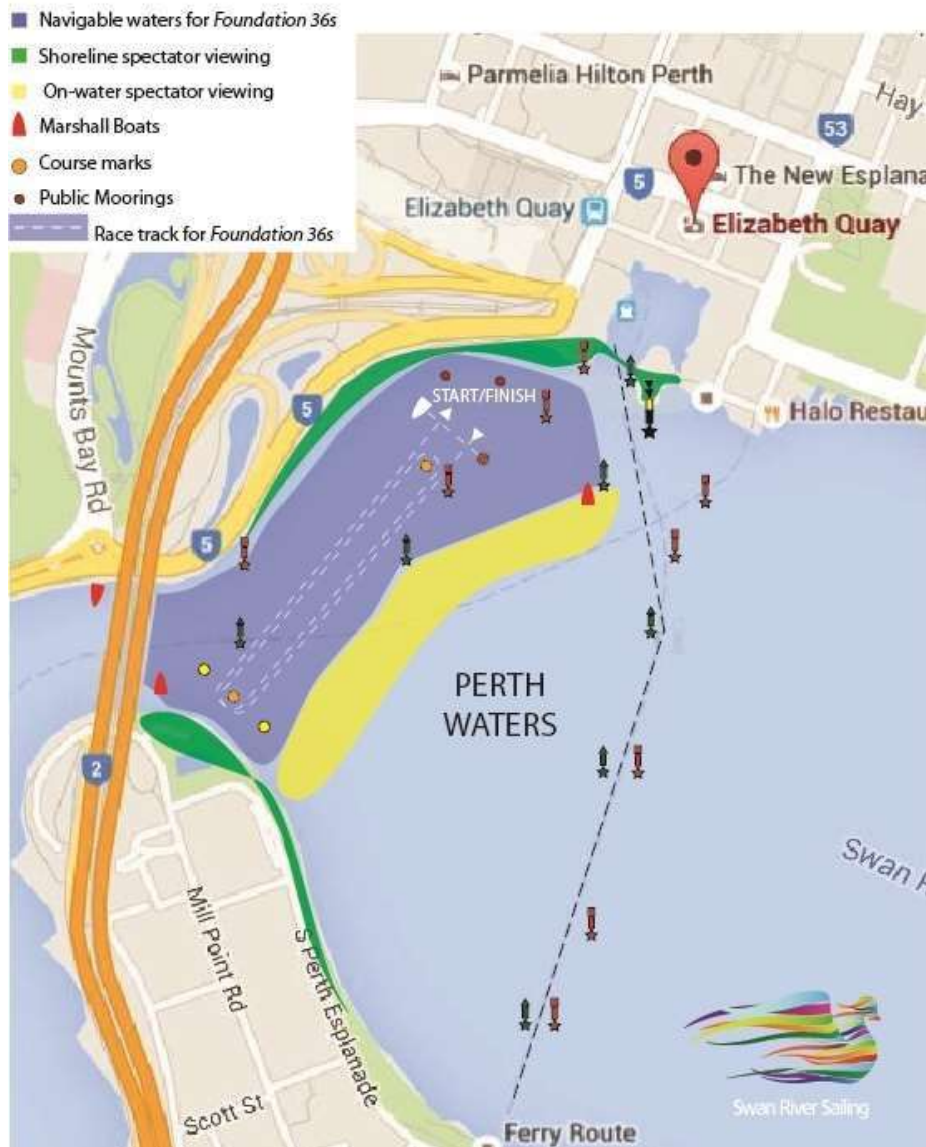 Navigable waters for Foundation 36s
Shoreline spectator viewing
On-water spectator viewing
Marshall Boats
Course marks
Public Moorings
Race track for Foundation 36s
Parmelia Hilton Perth
Hay
53
5
The New Esplana
Elizabeth Quay
Elizabeth Quay
Mounts Bay Rd
START/FINISH
5
Halo Restau
5
PERTH
WATERS
2
Swan R
Mill Point Rd
S Perth Esplanade
Scott St
Swan River Sailing
Ferry Route